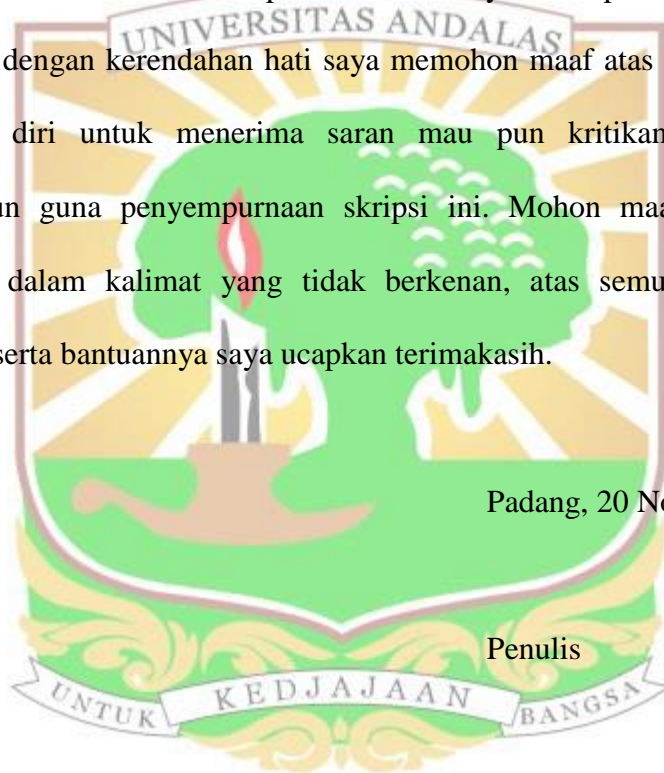 UNIVERSITAS ANDALAS
dengan kerendahan hati saya memohon maaf atas
diri untuk menerima saran mau pun kritikan
un guna penyempurnaan skripsi ini. Mohon maa
dalam kalimat yang tidak berkenan, atas semu
serta bantuannya saya ucapkan terimakasih.
Padang, 20 No
Penulis
UNTUK KEDJAJAAN BANGSA